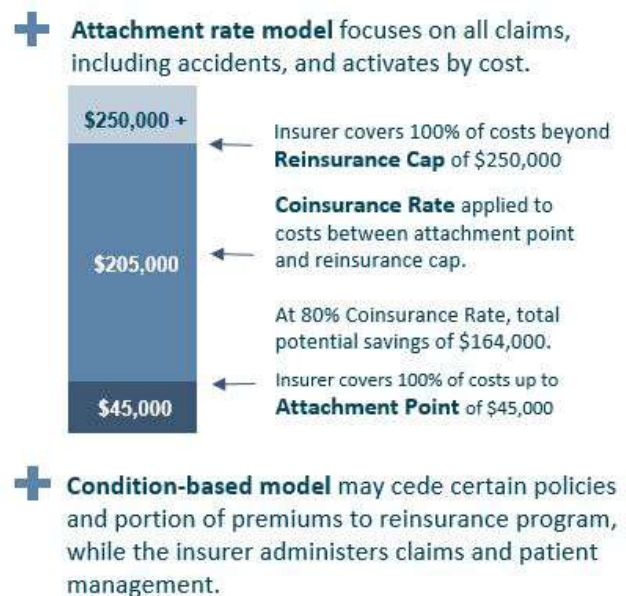 Attachment rate model focuses on all claims,
including accidents, and activates by cost.
$250,000 +
Insurer covers 100% of costs beyond
Reinsurance Cap of $250,000
Coinsurance Rate applied to
costs between attachment point
and reinsurance cap.
$205,000
At 80% Coinsurance Rate, total
potential savings of $164,000.
Insurer covers 100% of costs up to
Attachment Point of $45,000
$45,000
Condition-based model may cede certain policies
and portion of premiums to reinsurance program,
while the insurer administers claims and patient
management.